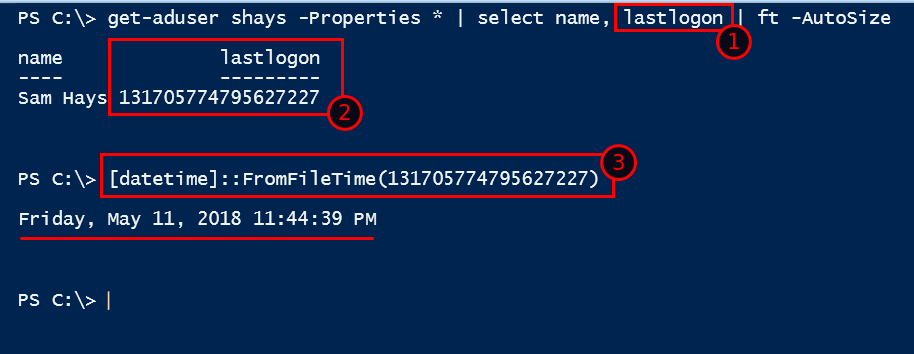 PS C:\> get-aduser shays -Properties * | select name, lastlogon | ft -AutoSize
1
name lastlogon
---- ---------
Sam Hays 131705774795627227
2
3
PS C:\> [datetime]::FromFileTime(131705774795627227)
Friday, May 11, 2018 11:44:39 PM
PS C:\>